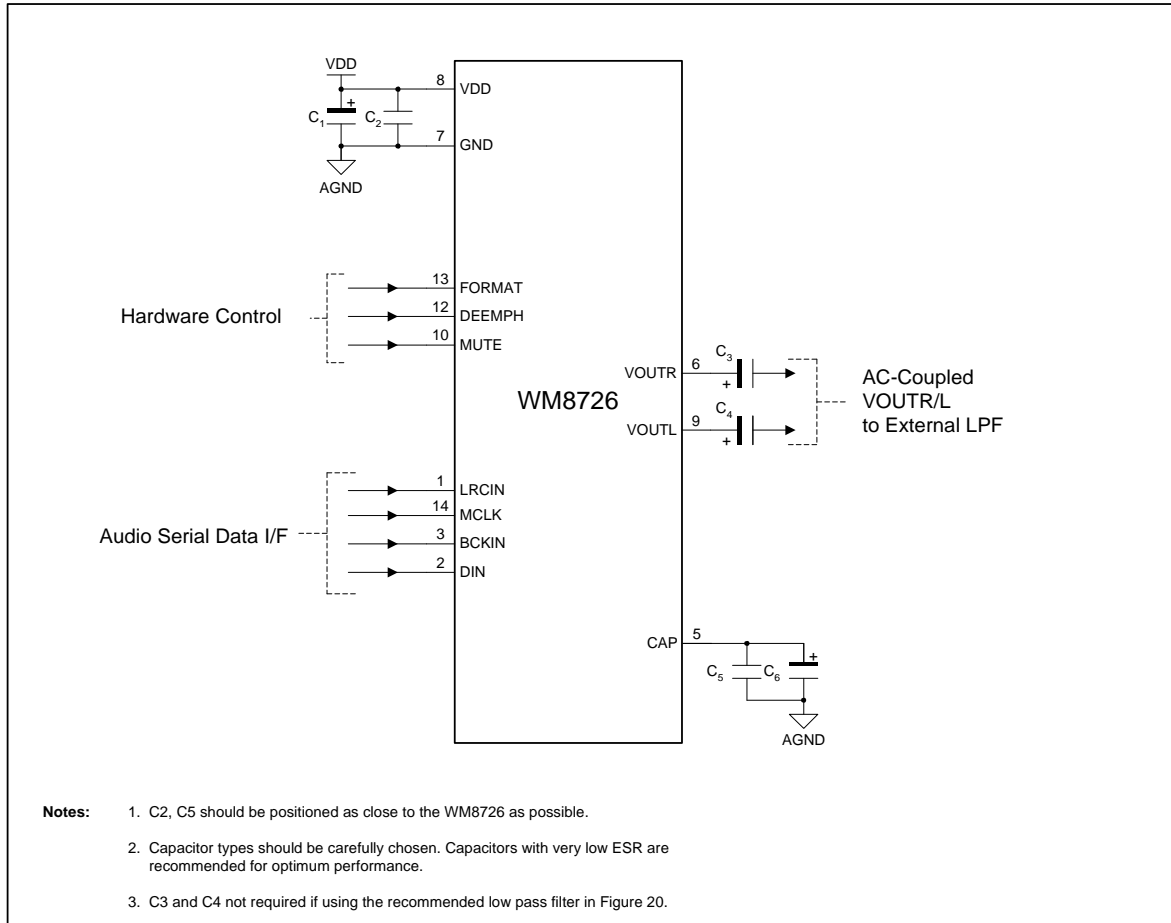 VDD
8 VDD
+
C1 C2
7 GND
AGND
Hardware Control
13 FORMAT
12 DEEMPH
10 MUTE
WM8726
VOUTR 6
C3
+
VOUTL 9
C4
+
AC-Coupled
VOUTR/L
to External LPF
Audio Serial Data I/F
1 LRCIN
14 MCLK
3 BCKIN
2 DIN
CAP 5
+
C5 C6
AGND
Notes: 1. C2, C5 should be positioned as close to the WM8726 as possible.
2. Capacitor types should be carefully chosen. Capacitors with very low ESR are
recommended for optimum performance.
3. C3 and C4 not required if using the recommended low pass filter in Figure 20.